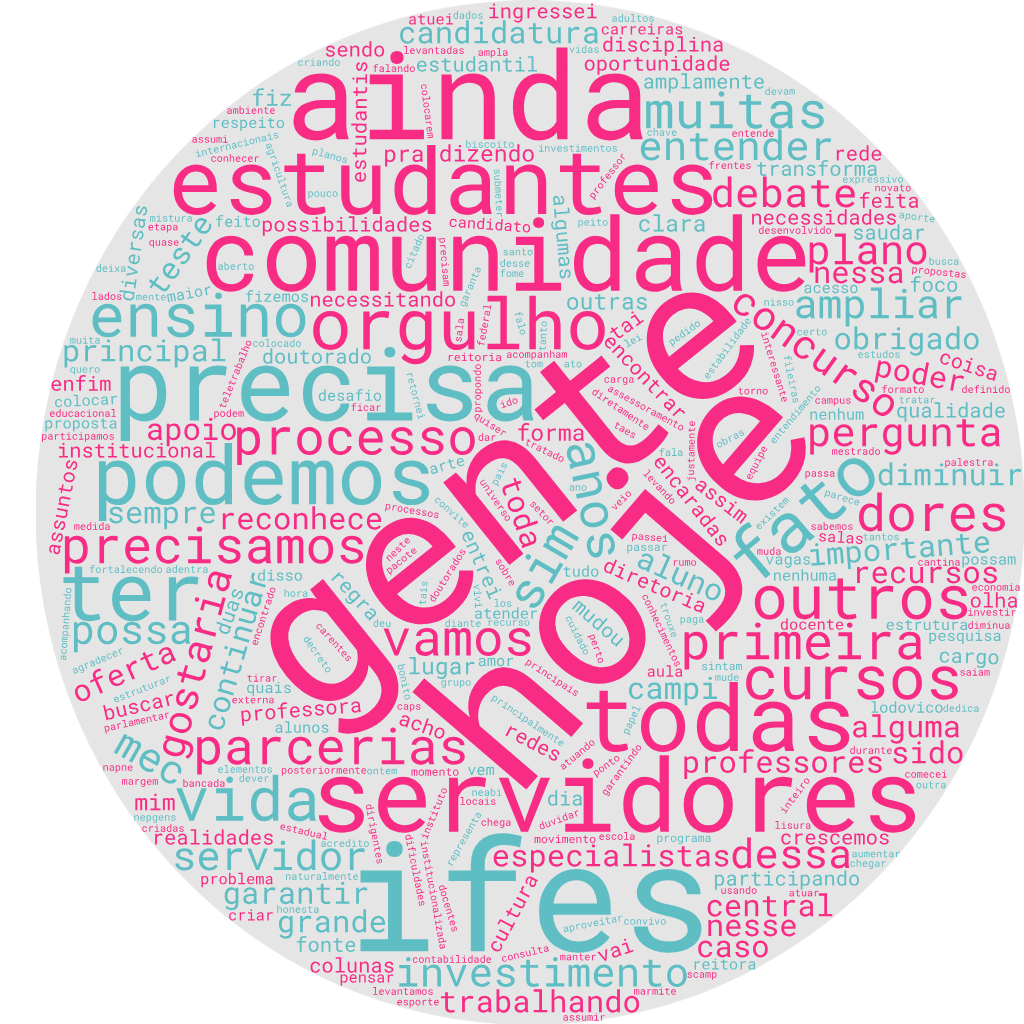 ingressei
atuei
dados
adultos
candidatura
carreiras
sendo
levantadas
ampla
vidas
disciplina
criando
falando
estudantil
oportunidade
ainda
amplamente
devam
fiz
estudantis
colocarem
muitas
ambiente
respeito
chave
entende
assumi
internacionais
biscoito
investimentos
entender
rede
conhecer
agricultura
planos
pra
dizendo
professor
frentes
transforma
pouco
estudantes
submeter
debate
expressivo
novato
feita
mistura
etapa
quase
diversas
teste
feito
possibilidades
candidato
algumas
peito
clara
necessidades
desenvolvido
aporte
saudar
comunidade
citado
precisam
santo
desse
fome
plano
busca
deixa
aberto
nessa
propostas
lados
mente
maior
fizemos
necessitando
garanta
outras
acesso
foco
nisso
ensino
orgulho
sala
federal
falo
tanto
tai
lei
pedido
estabilidade
concurso
certo
ampliar
muita
colocado
interessante
obrigado
principal
doutorado
reitoria
acompanham
encontrar
fileiras
estudos
quero
teletrabalho
tom
ato
torno
poder
coisa
enfim
precisa
retornei
propondo
ido
carga
assessoramento
diretamente
formato
definido
colocar
desafio
tratar
educacional
podem
ficar
quiser
taes
obras
entendimento
campus
nenhum
qualidade
proposta
apoio
dar
tratado
forma
gente
hoje
fala
justamente
equipe
mestrado
pergunta
participamos
processo
institucional
arte
anos
país
ano
levando
encaradas
assim
passa
palestra
assuntos
podemos
toda
universo
setor
veio
fato
parece
diminuir
medida
sempre
reconhece
processos
convite
existem
sabemos
tantos
dores
precisamos
neste
pacote
entrei
sim
passei
passar
salas
muda
vagas
importante
cantina
possam
fortalecendo
adentra
disso
doutorados
sobre
tudo
rumo
aluno
nenhuma
recursos
economia
ter
regra
tais
vivi
los
diretoria
outros
olha
investir
acompanhando
duas
hora
encontrado
deu
atender
mudou
trouxe
conhecimentos
paga
docente
estrutura
diminua
possa
gostaria
continuar
carentes
decreto
vamos
diante
recurso
cuidado
perto
primeira
pesquisa
agradecer
oferta
bonito
lugar
amor
aula
sintam
cargo
saiam
estruturar
tirar
quais
externa
grupo
principais
campi
mude
cursos
buscar
professora
caps
principalmente
papel
todas
lodovico
dedica
parlamentar
alunos
acho
redes
alguma
mec
parcerias
atuando
ponto
garantindo
professores
durante
sido
napne
elementos
posteriormente
ontem
momento
vem
comecei
margem
dever
bancada
neabi
inteiro
outra
mim
vida
servidores
locais
dia
nepgens
criadas
estadual
dirigentes
instituto
chega
duvidar
lisura
realidades
acredito
dificuldades
representa
movimento
escola
programa
crescemos
servidor
institucionalizada
especialistas
dessa
aumentar
chegar
problema
naturalmente
ifes
participando
garantir
docentes
cultura
usando
atuar
criar
honesta
grande
aproveitar
convivo
central
nesse
fonte
contabilidade
consulta
manter
vai
caso
colunas
pensar
investimento
reitora
scamp
levantamos
esporte
trabalhando
marmite
assumir